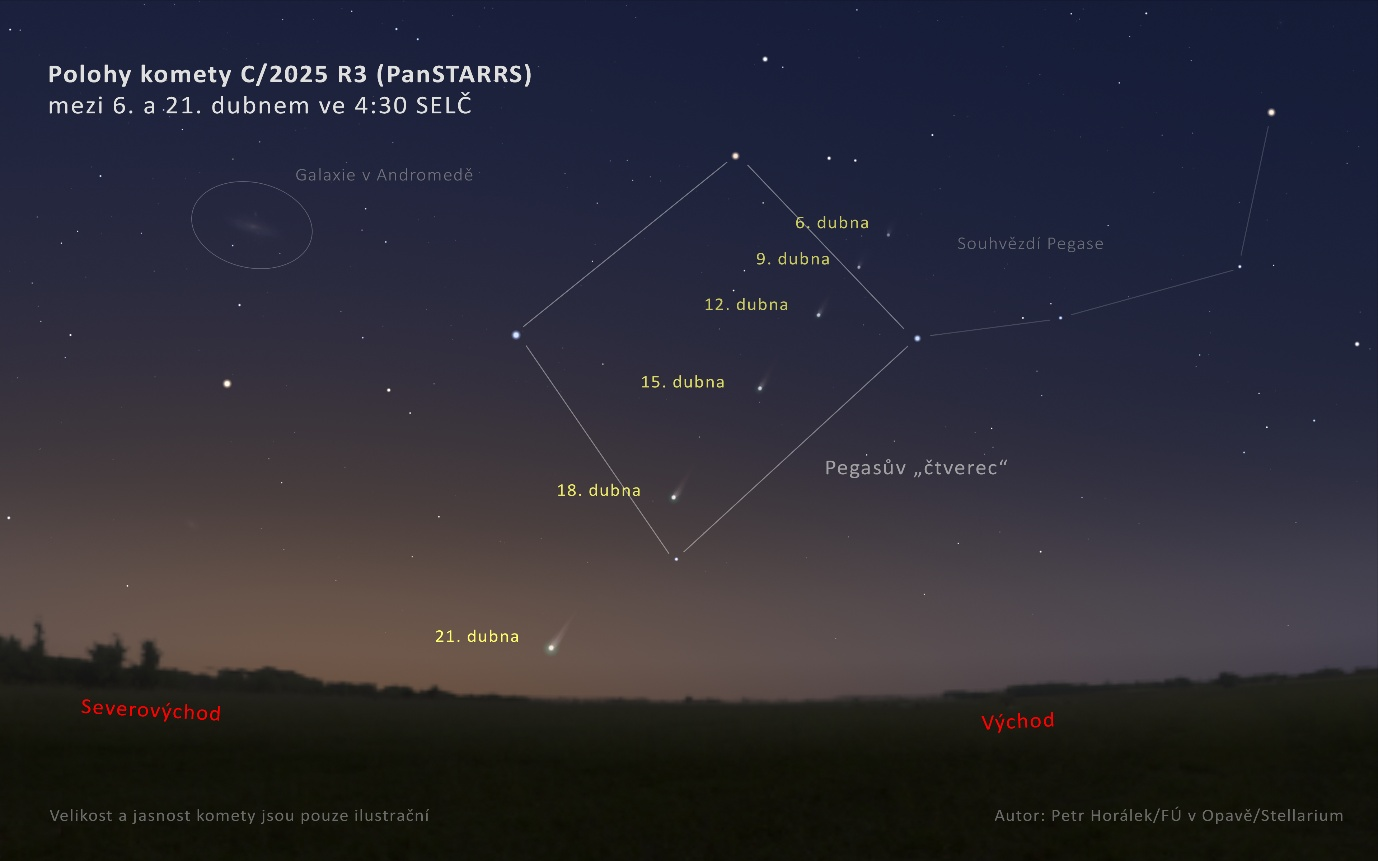 Polohy komety C/2025 R3 (PanSTARRS)
mezi 6. a 21. dubnem ve 4:30 SELČ
Galaxie v Andromedě
6. dubna
Souhvězdí Pegase
9. dubna
12. dubna
15. dubna
Pegasův „čtverec“
18. dubna
21. dubna
Severovýchod
Východ
Velikost a jasnost komety jsou pouze ilustrační
Autor: Petr Horálek/FÚ v Opavě/Stellarium